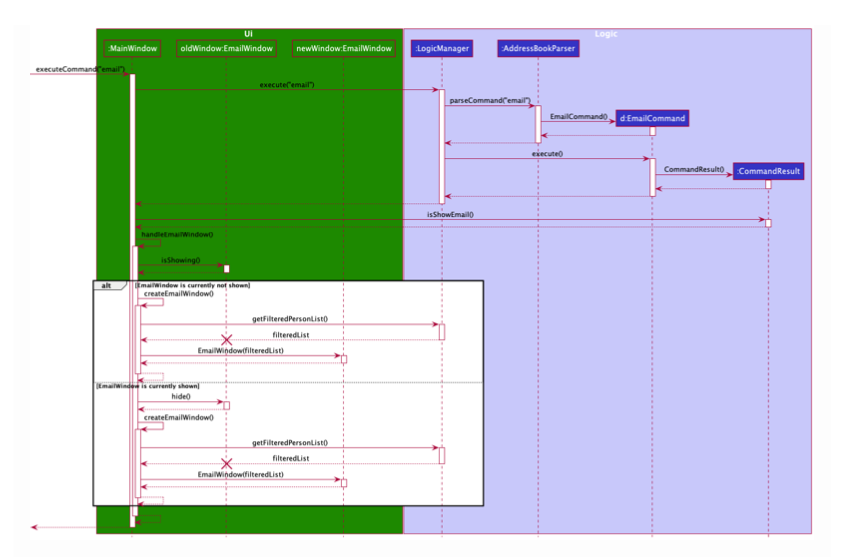 Ui
Logic
:MainWindow
oldWindow:EmailWindow
newWindow:EmailWindow
:LogicManager
:AddressBookParser
executeCommand("email")
execute("email")
parseCommand("email")
EmailCommand()
d:EmailCommand
execute()
CommandResult()
:CommandResult
isShowEmail()
handleEmailWindow()
isShowing()
alt
[EmailWindow is currently not shown]
createEmailWindow()
getFilteredPersonList()
filteredList
EmailWindow(filteredList)
[EmailWindow is currently shown]
hide()
createEmailWindow()
getFilteredPersonList()
filteredList
EmailWindow(filteredList)